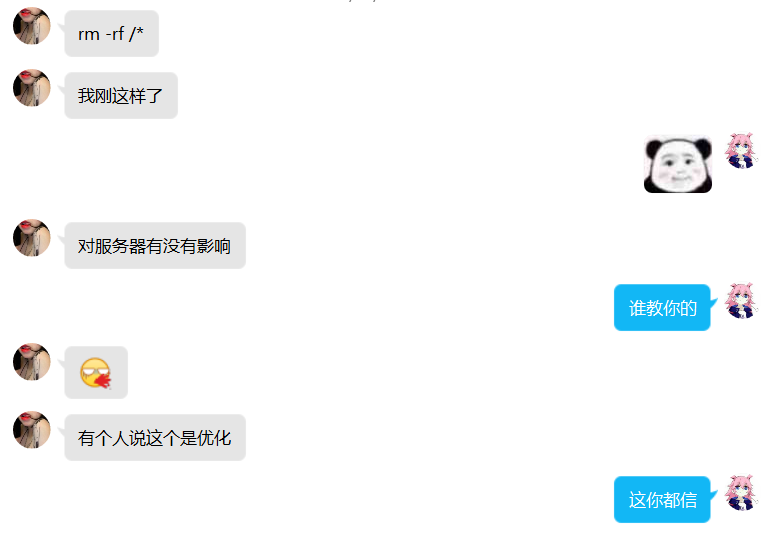 rm -rf /*
我刚这样了
对服务器有没有影响
谁教你的
有个人说这个是优化
这你都信